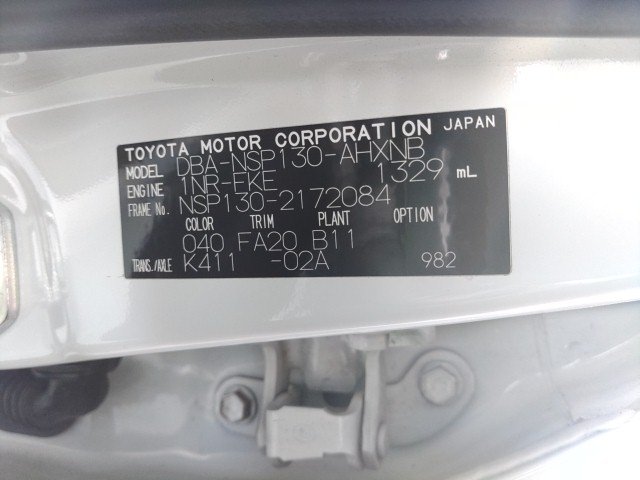 TOYOTA MOTOR CORPORATION JAPAN
MODEL DBA-NSP130-AHXNB
ENGINE 1NR-FKE 1329 mL
FRAME No. NSP130-2172084
COLOR TRIM PLANT OPTION
040 FA20 B11
TRANS./AXLE K411 -02A 982